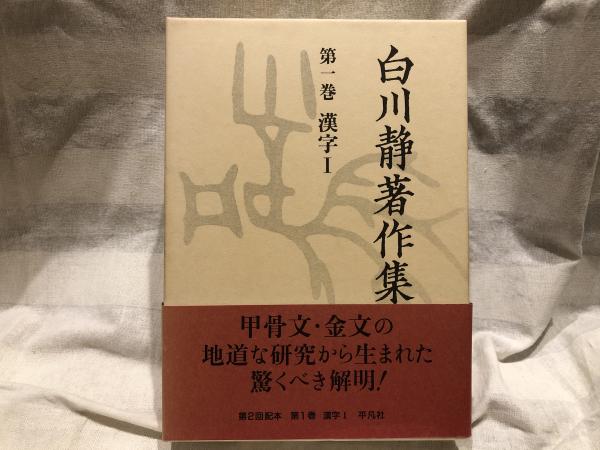 白川静著作集
第一巻 漢字Ⅰ
甲骨文・金文の
地道な研究から生まれた
驚くべき解明!
第2回配本 第1巻 漢字Ⅰ 平凡社